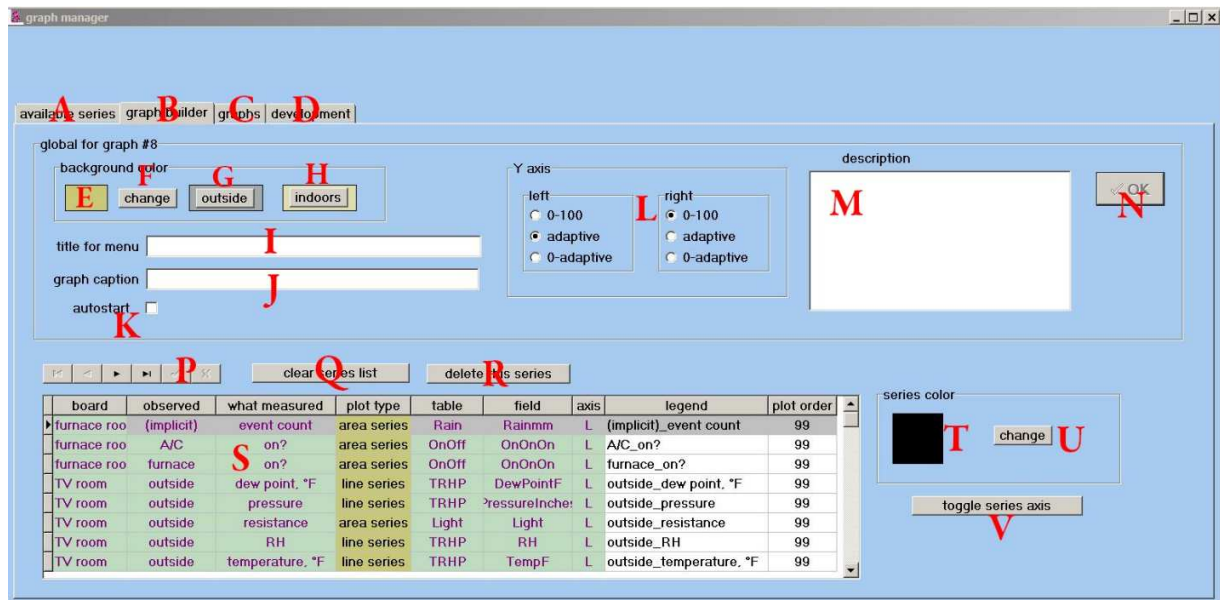 graph manager
available series graph builder graphs development
A B C D
global for graph #8
background color
E F G H
change outside indoors
title for menu I
graph caption J
autostart K
Y axis
left
0-100
adaptive
0-adaptive
L
right
0-100
adaptive
0-adaptive
description
M
OK
N
P Q R
clear series list delete this series
board observed what measured plot type table field axis legend plot order
furnace roo (implicit) event count area series Rain Rainmm L (implicit)_event count 99
furnace roo A/C on? area series OnOff OnOnOn L A/C_on? 99
furnace roo furnace on? area series OnOff OnOnOn L furnace_on? 99
TV room outside dew point, °F line series TRHP DewPointF L outside_dew point, °F 99
TV room outside pressure line series TRHP PressureInche L outside_pressure 99
TV room outside resistance area series Light Light L outside_resistance 99
TV room outside RH line series TRHP RH L outside_RH 99
TV room outside temperature, °F line series TRHP TempF L outside_temperature, °F 99
S
series color
T change U
toggle series axis
V